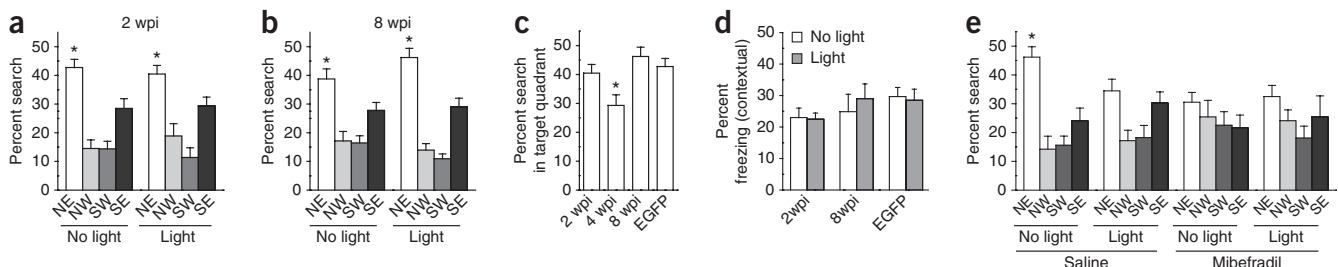 a
2 wpi
Percent search
50
40
30
20
10
0
*
*
NE
NW
SW
SE
NE
NW
SW
SE
No light
Light
b
8 wpi
Percent search
50
40
30
20
10
0
*
*
NE
NW
SW
SE
NE
NW
SW
SE
No light
Light
c
Percent search
in target quadrant
50
40
30
20
10
0
*
2 wpi
4 wpi
8 wpi
EGFP
d
No light
Light
Percent
freezing (contextual)
50
40
30
20
10
0
2wpi
8wpi
EGFP
e
Percent search
50
40
30
20
10
0
*
NE
NW
SW
SE
NE
NW
SW
SE
NE
NW
SW
SE
NE
NW
SW
SE
No light
Light
No light
Light
Saline
Mibefradil